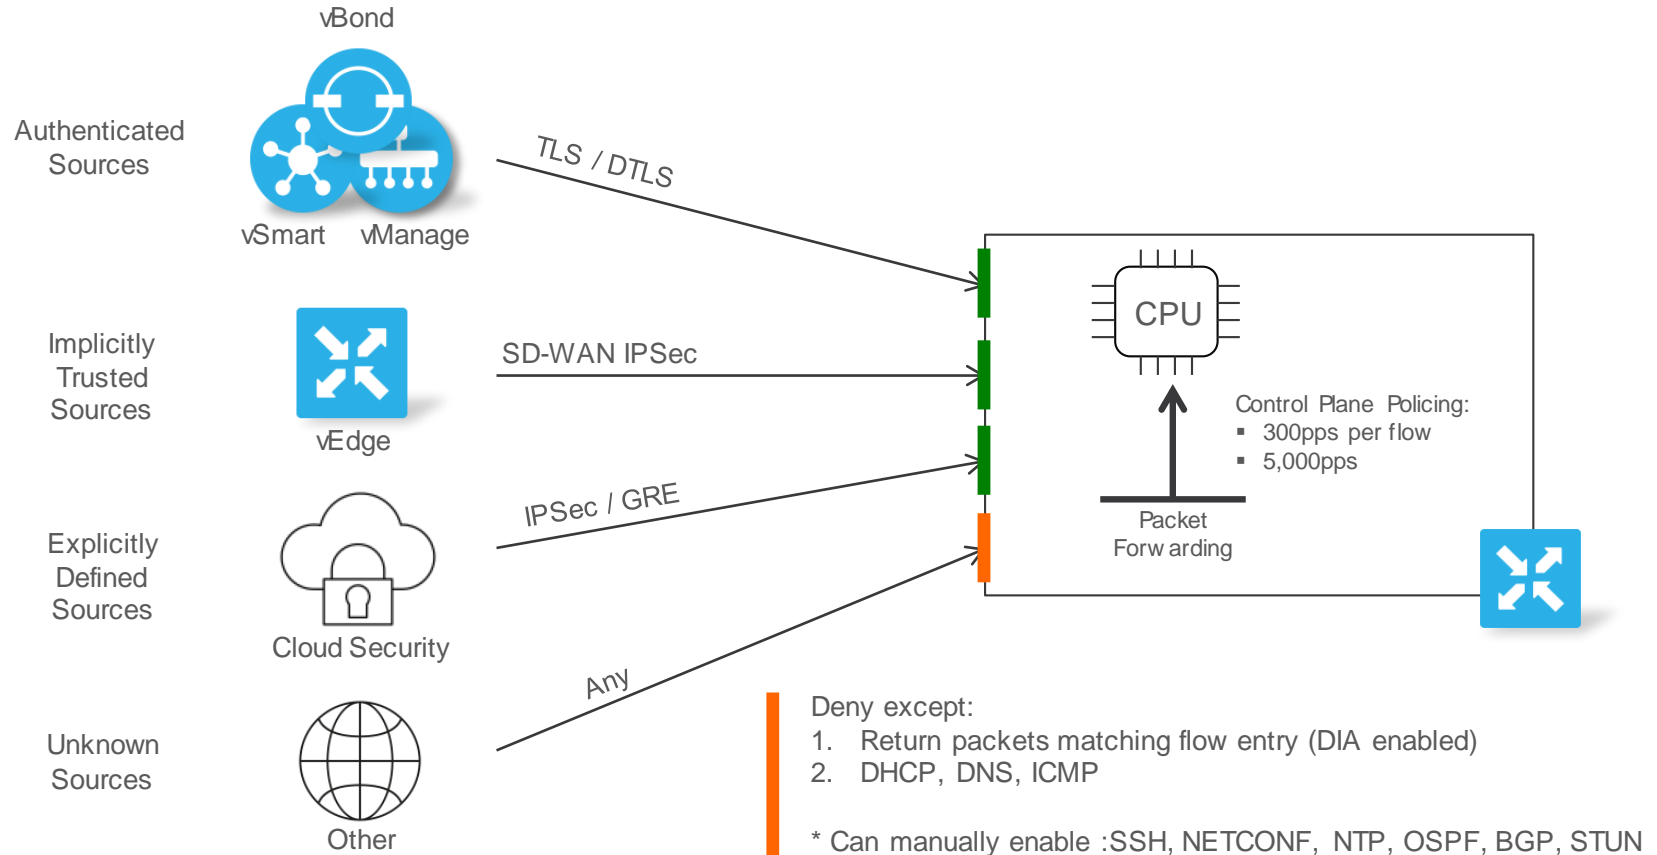 vBond
Authenticated
Sources
vSmart
vManage
TLS / DTLS
Implicitly
Trusted
Sources
vEdge
SD-WAN IPSec
Explicitly
Defined
Sources
Cloud Security
IPSec / GRE
Unknown
Sources
Other
Any
CPU
Control Plane Policing:
▪ 300pps per flow
▪ 5,000pps
Packet
Forwarding
Deny except:
1. Return packets matching flow entry (DIA enabled)
2. DHCP, DNS, ICMP
* Can manually enable :SSH, NETCONF, NTP, OSPF, BGP, STUN